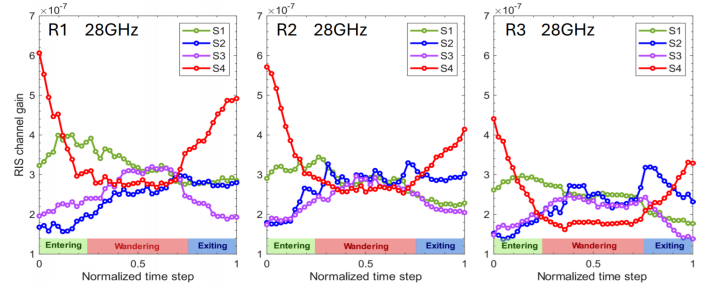 R1 28GHz
×10⁻⁷
7
6
5
4
3
2
1
RIS channel gain
S1
S2
S3
S4
Entering Wandering Exiting
0 0.5 1
Normalized time step
R2 28GHz
×10⁻⁷
7
6
5
4
3
2
1
S1
S2
S3
S4
Entering Wandering Exiting
0 0.5 1
Normalized time step
R3 28GHz
×10⁻⁷
7
6
5
4
3
2
1
S1
S2
S3
S4
Entering Wandering Exiting
0 0.5 1
Normalized time step